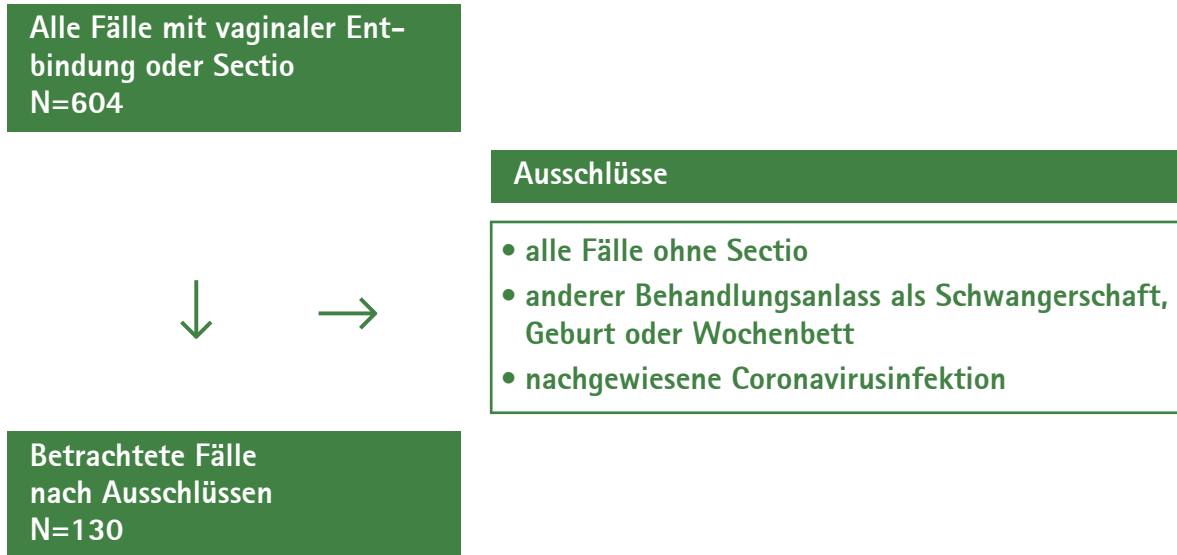 Alle Fälle mit vaginaler Ent-
bindung oder Sectio
N=604
Ausschlüsse
• alle Fälle ohne Sectio
• anderer Behandlungsanlass als Schwangerschaft,
Geburt oder Wochenbett
• nachgewiesene Coronavirusinfektion
Betrachtete Fälle
nach Ausschlüssen
N=130